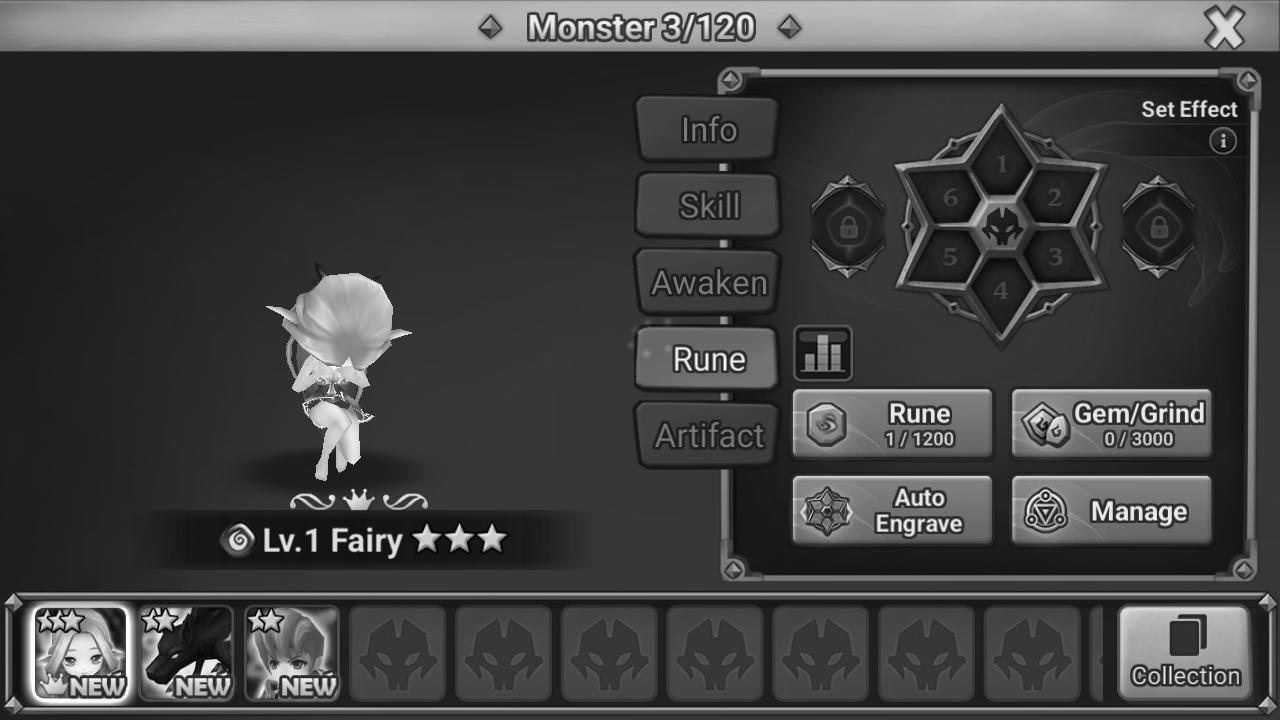 Monster 3/120
Info
Skill
Awaken
Rune
Artifact
Set Effect
1
2
3
4
5
6
Rune
1 / 1200
Gem/Grind
0 / 3000
Auto
Engrave
Manage
Lv.1 Fairy
NEW
NEW
NEW
Collection